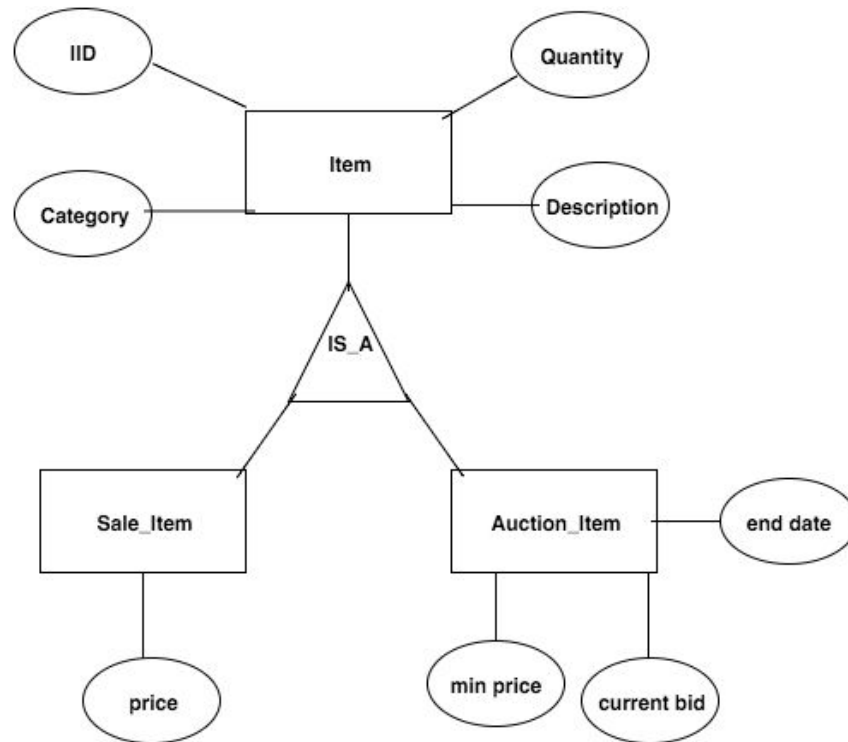 IID
Quantity
Item
Category
Description
IS_A
Sale_Item
Auction_Item
end date
price
min price
current bid